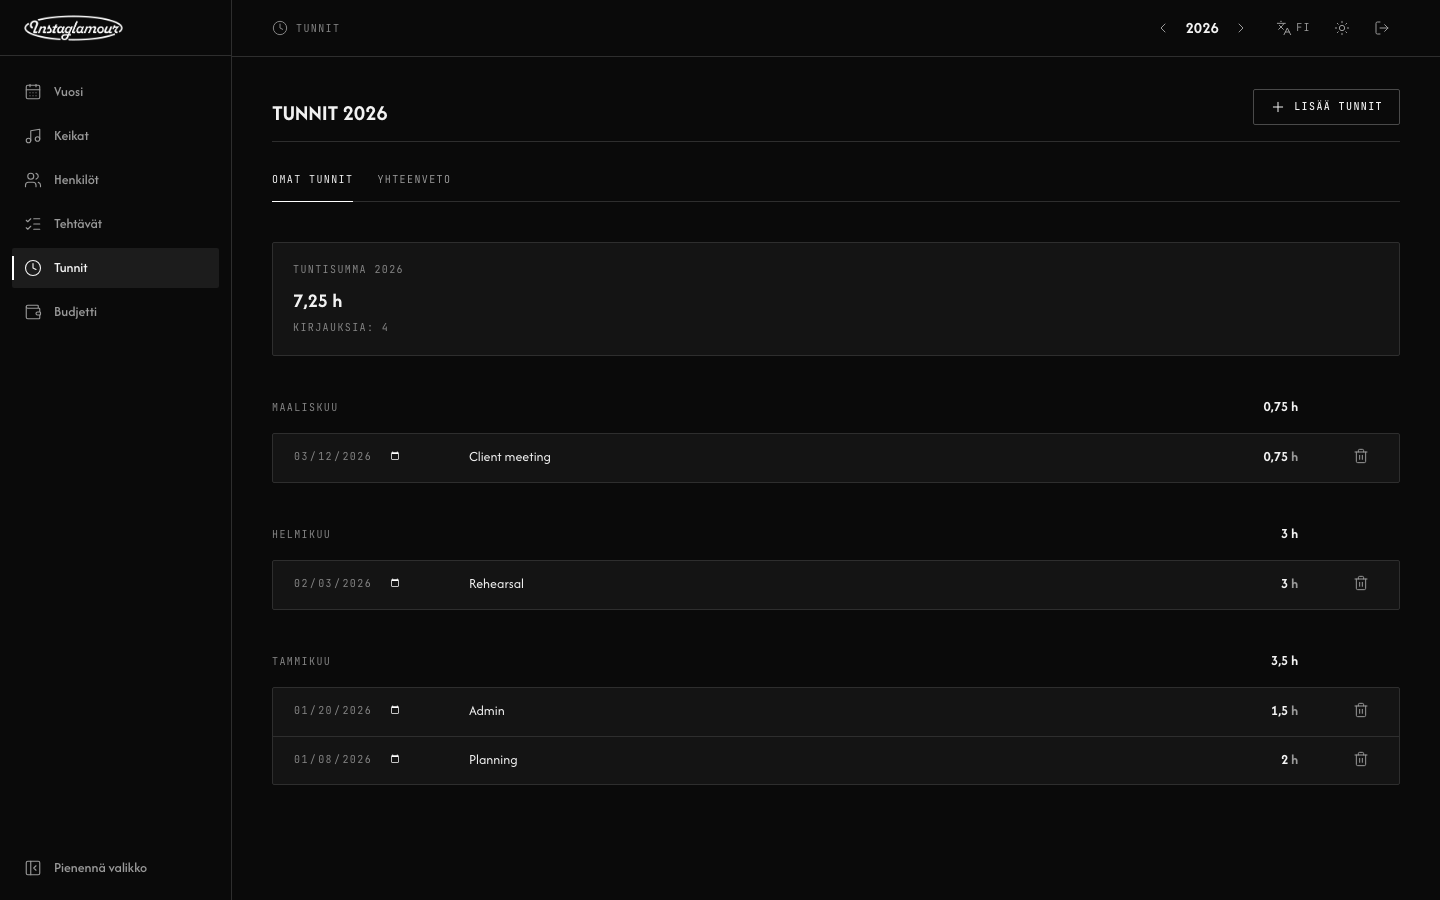 Instaglamour
TUNNIT
2026
FI
Vuosi
Keikat
Henkilöt
Tehtävät
Tunnit
Budjetti
Pienennä valikko
TUNNIT 2026
LISÄÄ TUNNIT
OMAT TUNNIT YHTEENVETO
TUNTISUMMA 2026
7,25 h
KIRJAUKSIA: 4
MAALISKUU 0,75 h
03/12/2026 Client meeting 0,75 h
HELMIKUU 3 h
02/03/2026 Rehearsal 3 h
TAMMIKUU 3,5 h
01/20/2026 Admin 1,5 h
01/08/2026 Planning 2 h